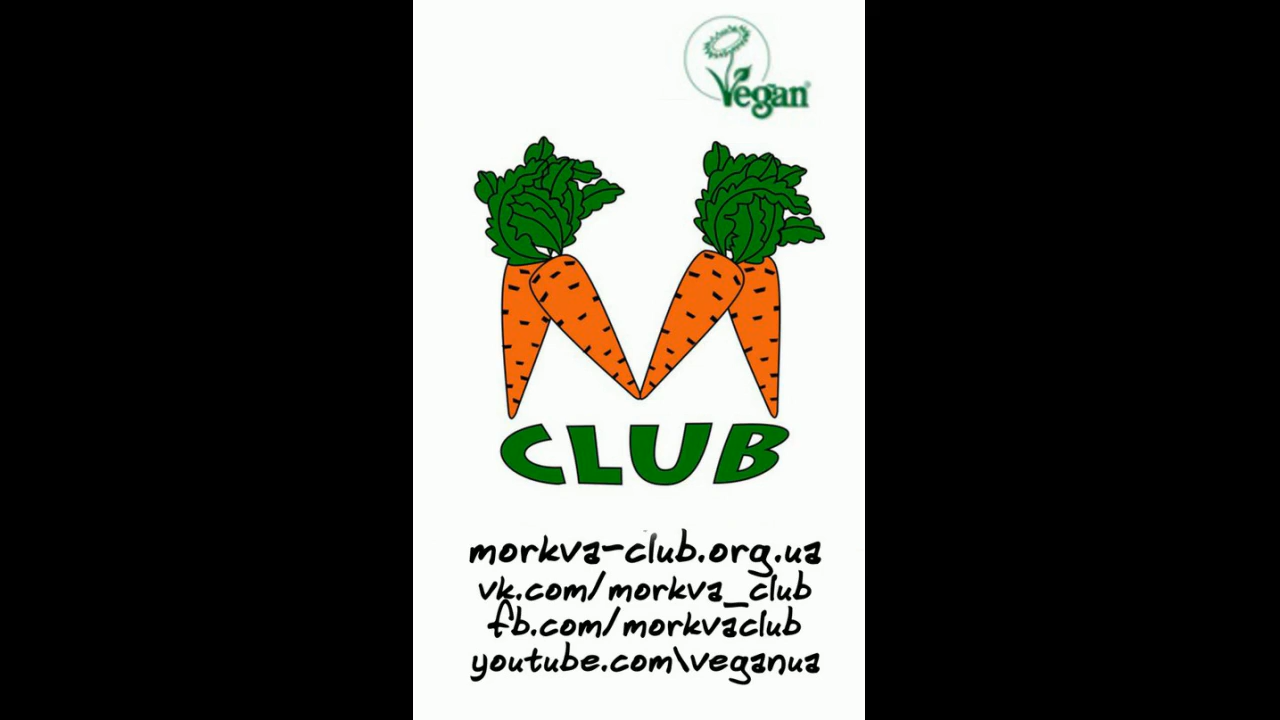 Vegan®
CLUB
morkva-club.org.ua
vk.com/morkva_club
fb.com/morkvaclub
youtube.com\veganua